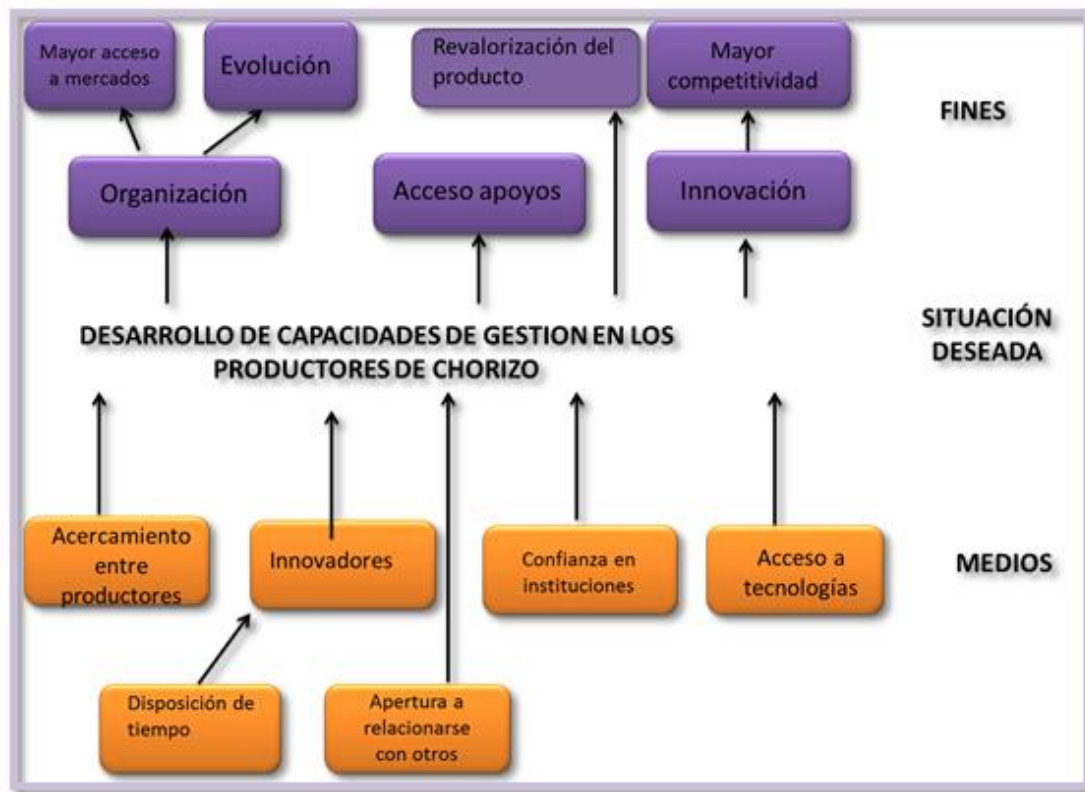 Mayor acceso
a mercados
Evolución
Revalorización del
producto
Mayor
competitividad
FINES
Organización
Acceso apoyos
Innovación
DESARROLLO DE CAPACIDADES DE GESTION EN LOS
PRODUCTORES DE CHORIZO
SITUACIÓN
DESEADA
Acercamiento
entre
productores
Innovadores
Confianza en
instituciones
Acceso a
tecnologías
MEDIOS
Disposición de
tiempo
Apertura a
relacionarse
con otros